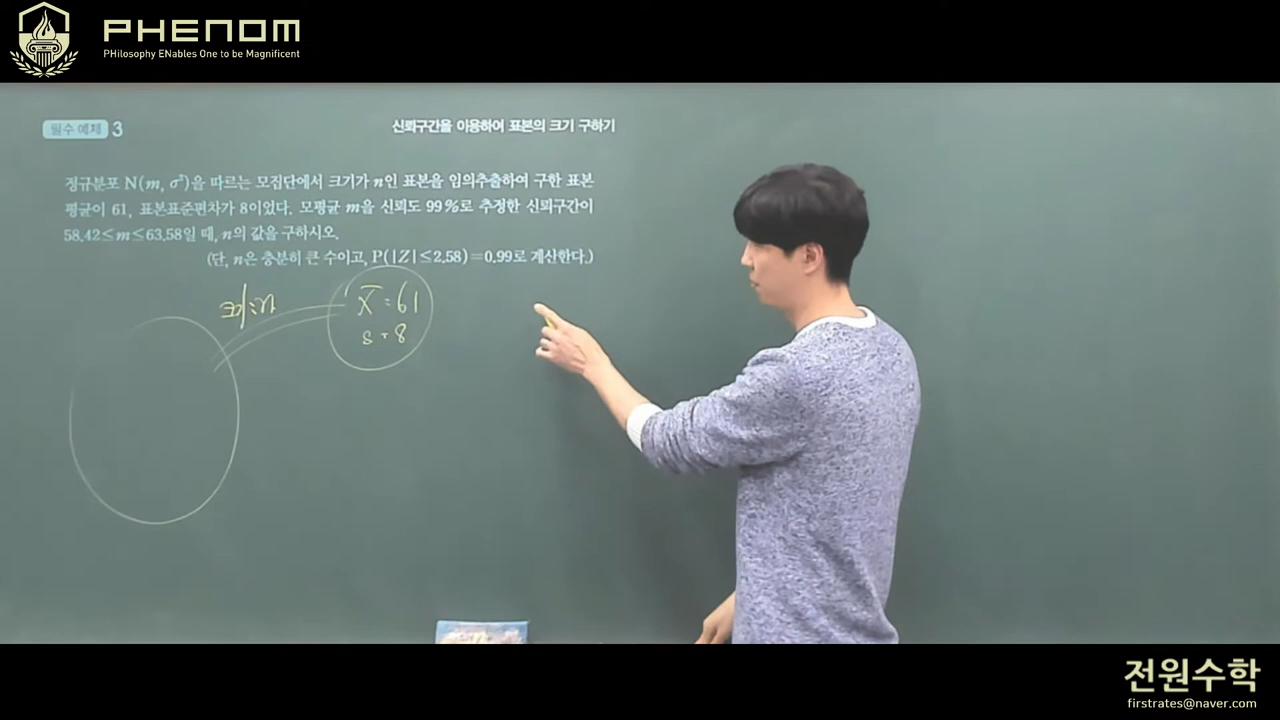 PHENOM
PHilosophy ENables One to be Magnificent
필수 예제 3
신뢰구간을 이용하여 표본의 크기 구하기
정규분포 N(m, σ²)을 따르는 모집단에서 크기가 n인 표본을 임의추출하여 구한 표본
평균이 61, 표본표준편차가 8이었다. 모평균 m을 신뢰도 99%로 추정한 신뢰구간이
58.42≤m≤63.58일 때, n의 값을 구하시오.
(단, n은 충분히 큰 수이고, P(|Z|≤2.58)=0.99로 계산한다.)
크기:n
X̄=61
s=8
전원수학
firstrates@naver.com